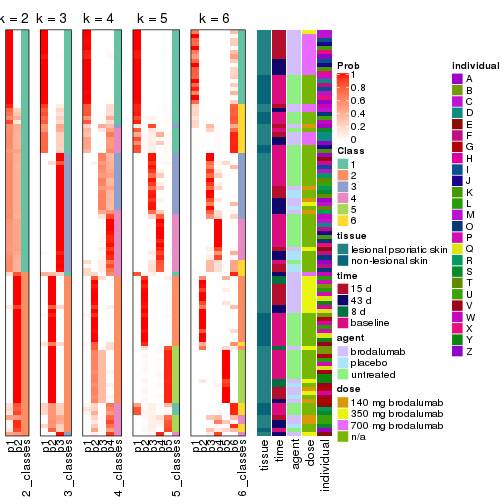 k = 2
k = 3
k = 4
k = 5
k = 6
p1
p2
2_classes
p1
p2
p3
3_classes
p1
p2
p3
p4
4_classes
p1
p2
p3
p4
p5
5_classes
p1
p2
p3
p4
p5
p6
6_classes
tissue
time
agent
dose
individual
Prob
1
0.8
0.6
0.4
0.2
0
Class
1
2
3
4
5
6
tissue
lesional psoriatic skin
non-lesional skin
time
15 d
43 d
8 d
baseline
agent
brodalumab
placebo
untreated
dose
140 mg brodalumab
350 mg brodalumab
700 mg brodalumab
n/a
individual
A
B
C
D
E
F
G
H
I
J
K
L
M
O
P
Q
R
S
T
U
V
W
X
Y
Z